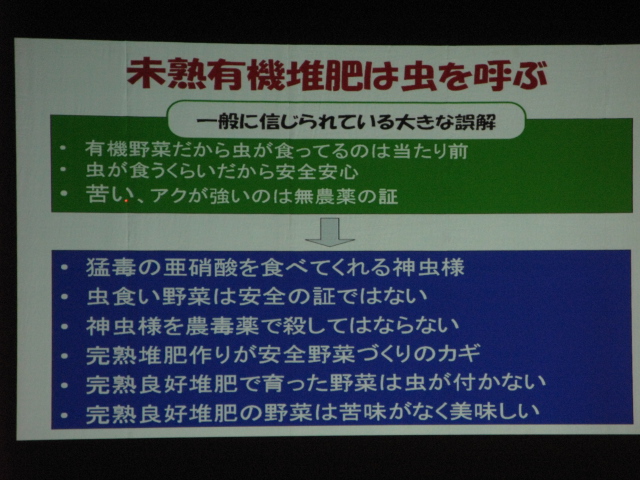 未熟有機堆肥は虫を呼ぶ
一般に信じられている大きな誤解
・ 有機野菜だから虫が食ってるのは当たり前
・ 虫が食うくらいだから安全安心
・ 苦い、アクが強いのは無農薬の証
・ 猛毒の亜硝酸を食べてくれる神虫様
・ 虫食い野菜は安全の証ではない
・ 神虫様を農毒薬で殺してはならない
・ 完熟堆肥作りが安全野菜づくりのカギ
・ 完熟良好堆肥で育った野菜は虫が付かない
・ 完熟良好堆肥の野菜は苦味がなく美味しい